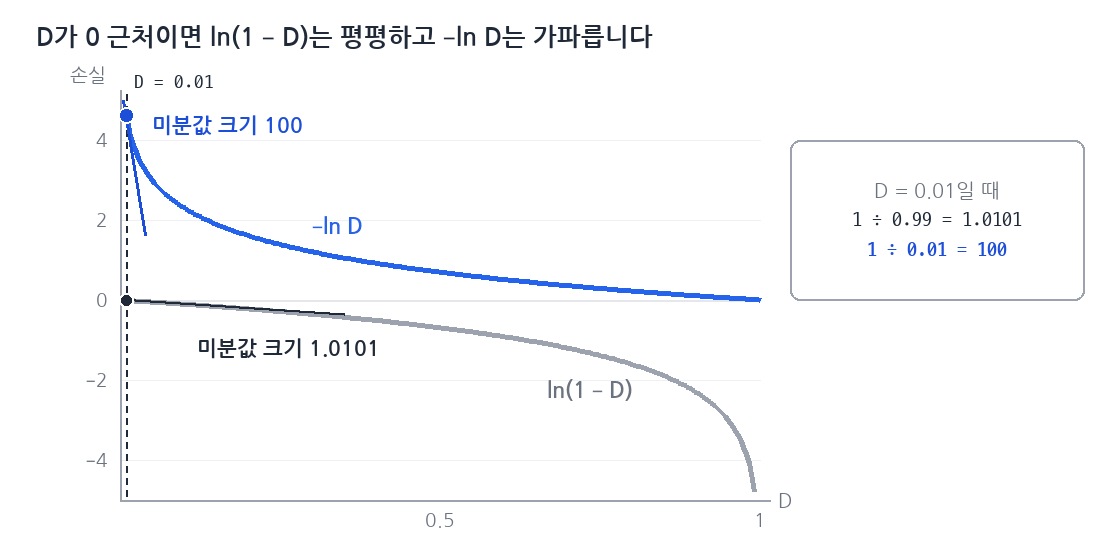 D가 0 근처이면 ln(1 – D)는 평평하고 –ln D는 가파릅니다
손실
D = 0.01
미분값 크기 100
4
2
0
–2
–4
–ln D
미분값 크기 1.0101
ln(1 – D)
0.5
1
D
D = 0.01일 때
1 ÷ 0.99 = 1.0101
1 ÷ 0.01 = 100